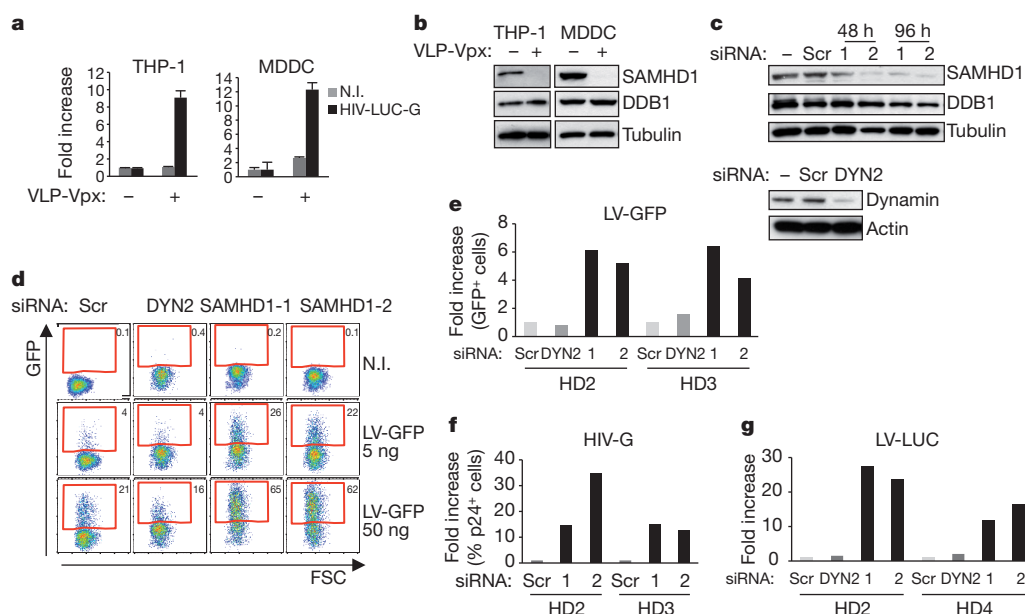 a
THP-1
MDDC
Fold increase
10
8
6
4
2
0
14
12
10
8
6
4
2
0
N.I.
HIV-LUC-G
VLP-Vpx: – + – +
b
THP-1 MDDC
VLP-Vpx: – + – +
SAMHD1
DDB1
Tubulin
c
48 h 96 h
siRNA: – Scr 1 2 1 2
SAMHD1
DDB1
Tubulin
siRNA: – Scr DYN2
Dynamin
Actin
d
siRNA: Scr DYN2 SAMHD1-1 SAMHD1-2
GFP
0.1 0.4 0.2 0.1
N.I.
4 4 26 22
LV-GFP
5 ng
21 16 65 62
LV-GFP
50 ng
FSC
e
LV-GFP
Fold increase
(GFP+ cells)
8
6
4
2
0
siRNA: Scr DYN2 1 2 Scr DYN2 1 2
HD2 HD3
f
HIV-G
Fold increase
(% p24+ cells)
40
30
20
10
0
siRNA: Scr 1 2 Scr 1 2
HD2 HD3
g
LV-LUC
Fold increase
30
20
10
0
siRNA: Scr DYN2 1 2 Scr DYN2 1 2
HD2 HD4